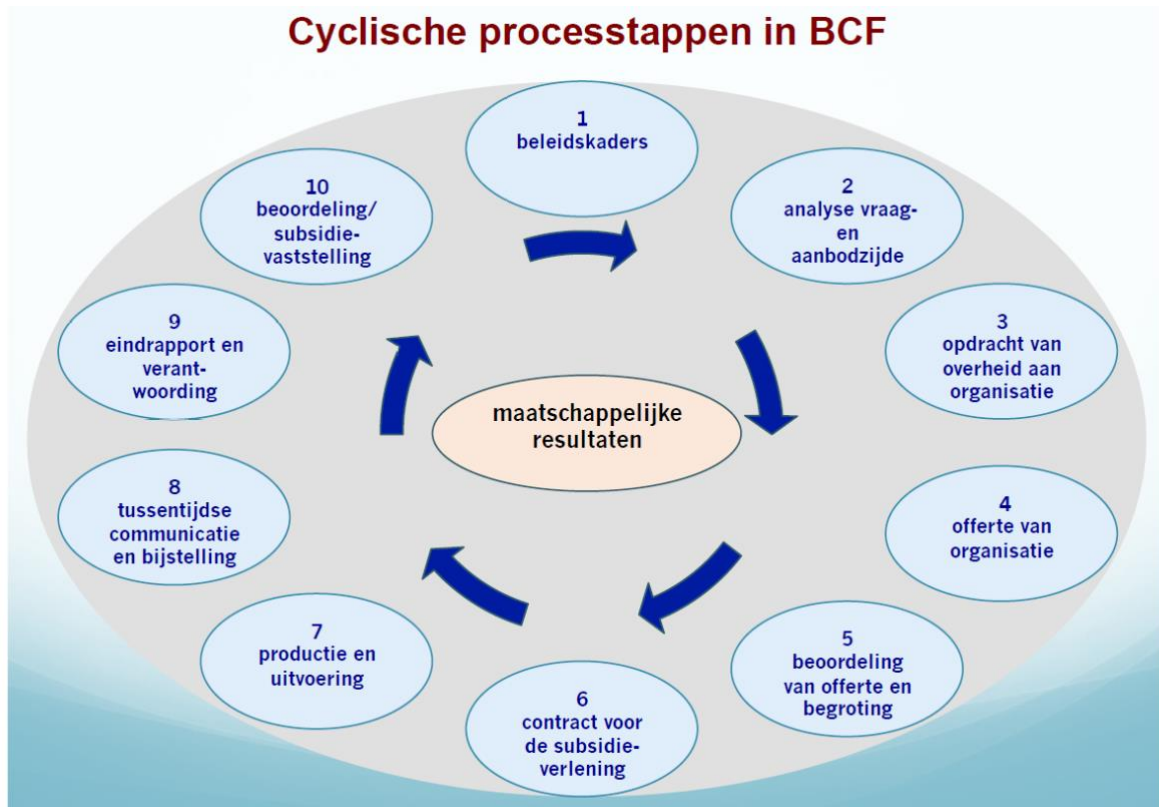 Cyclische processtappen in BCF
1
beleidskaders
2
analyse vraag-
en
aanbodzijde
3
opdracht van
overheid aan
organisatie
4
offerte van
organisatie
5
beoordeling
van offerte en
begroting
6
contract voor
de subsidie-
verlening
7
productie en
uitvoering
8
tussentijdse
communicatie
en bijstelling
9
eindrapport en
verant-
woording
10
beoordeling/
subsidie-
vaststelling
maatschappelijke
resultaten